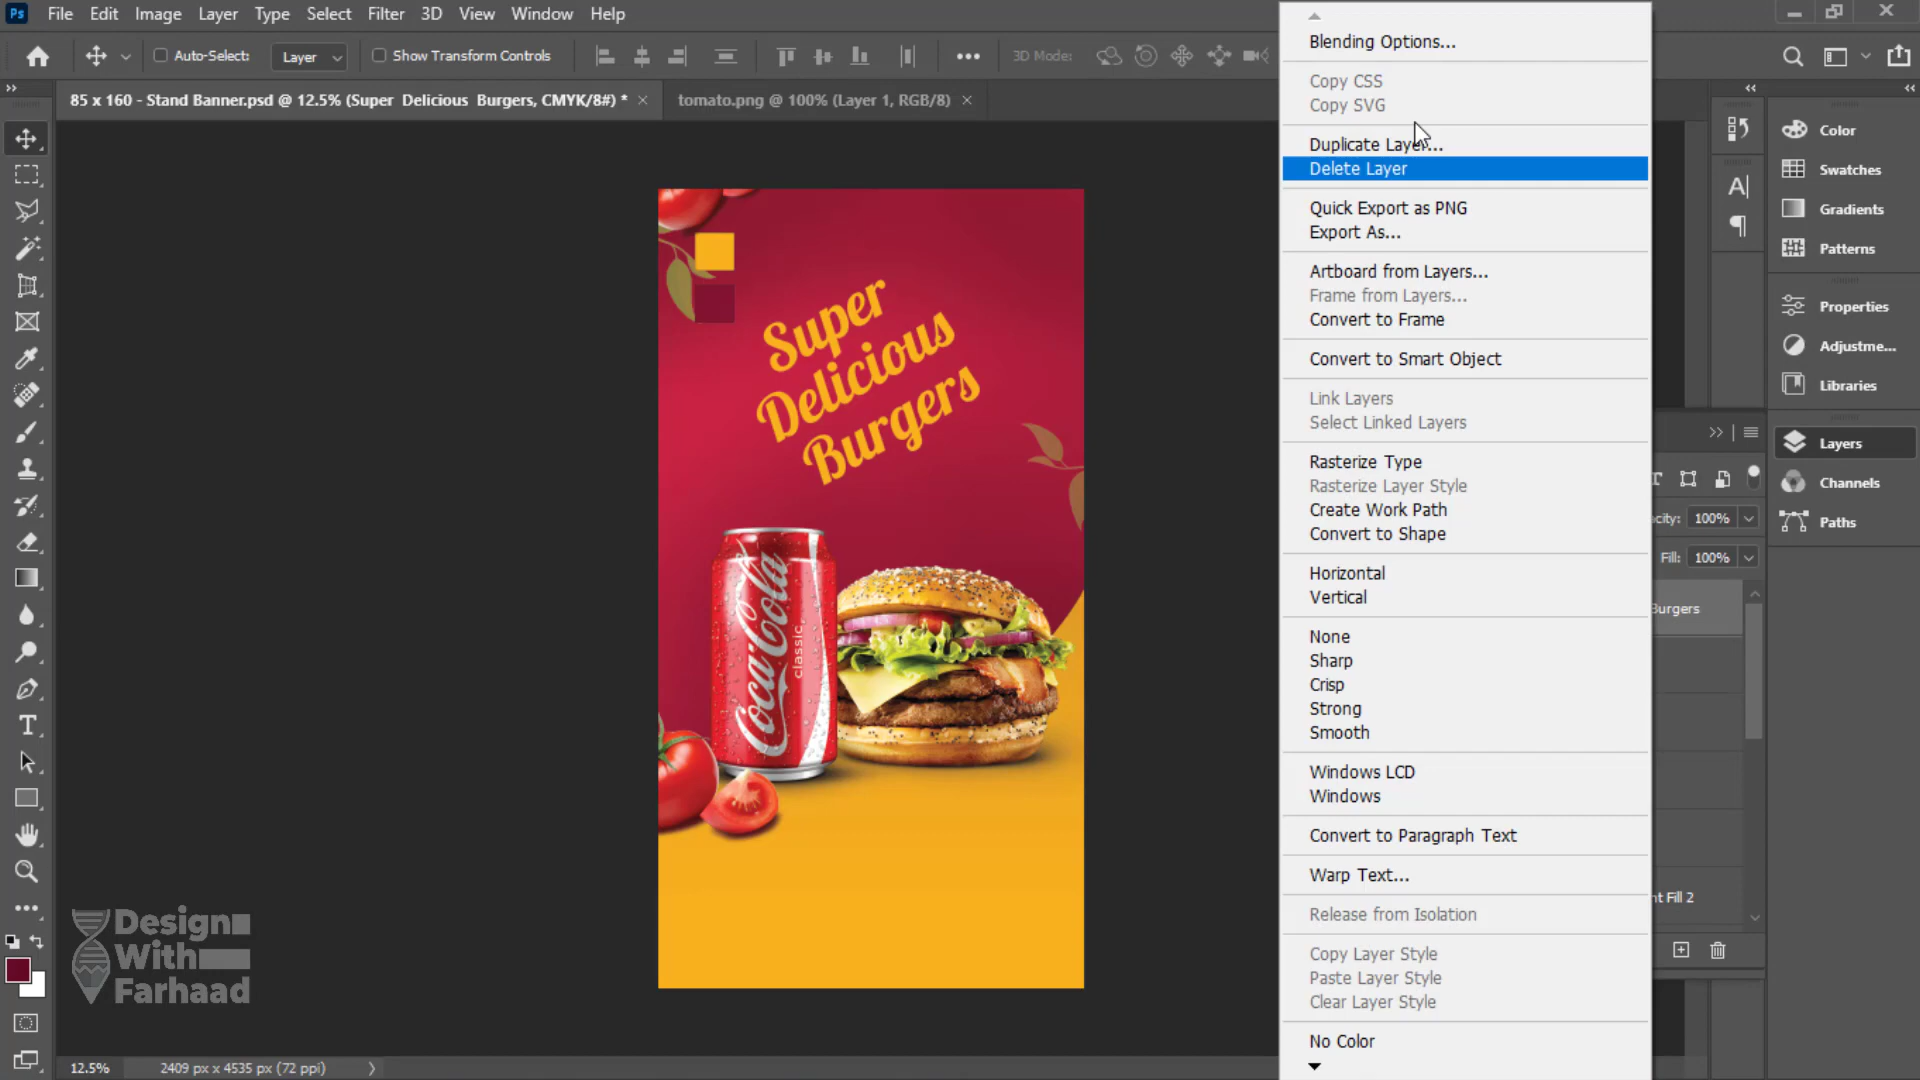 Ps File Edit Image Layer Type Select Filter 3D View Window Help
Auto-Select: Layer Show Transform Controls 3D Mode:
85 x 160 - Stand Banner.psd @ 12.5% (Super Delicious Burgers, CMYK/8#) * tomato.png @ 100% (Layer 1, RGB/8)
Super
Delicious
Burgers
Coca-Cola
classic
Design
With
Farhaad
12.5% 2409 px x 4535 px (72 ppi)
Blending Options...
Copy CSS
Copy SVG
Duplicate Layer...
Delete Layer
Quick Export as PNG
Export As...
Artboard from Layers...
Frame from Layers...
Convert to Frame
Convert to Smart Object
Link Layers
Select Linked Layers
Rasterize Type
Rasterize Layer Style
Create Work Path
Convert to Shape
Horizontal
Vertical
None
Sharp
Crisp
Strong
Smooth
Windows LCD
Windows
Convert to Paragraph Text
Warp Text...
Release from Isolation
Copy Layer Style
Paste Layer Style
Clear Layer Style
No Color
100%
Fill: 100%
Burgers
Fill 2
Color
Swatches
Gradients
Patterns
Properties
Adjustme...
Libraries
Layers
Channels
Paths